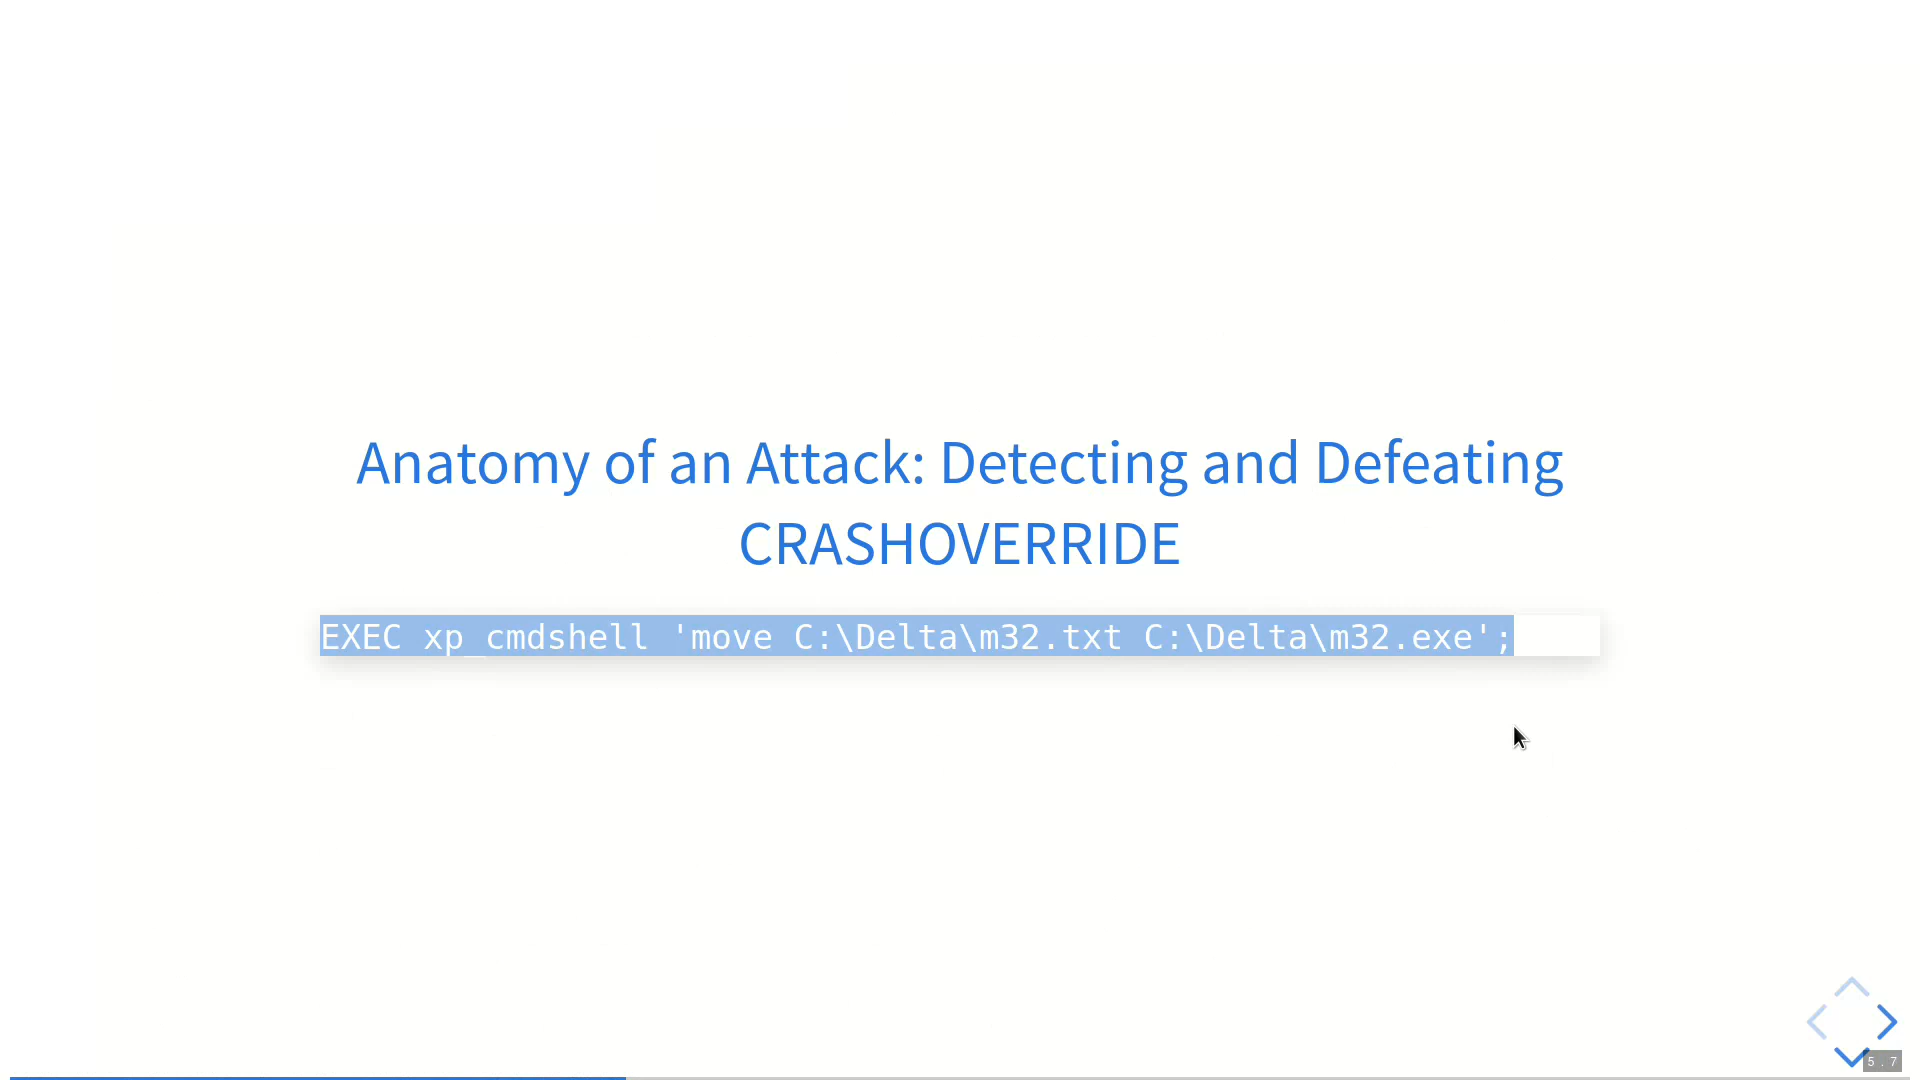 Anatomy of an Attack: Detecting and Defeating
CRASHOVERRIDE
EXEC xp_cmdshell 'move C:\Delta\m32.txt C:\Delta\m32.exe';
5 . 7